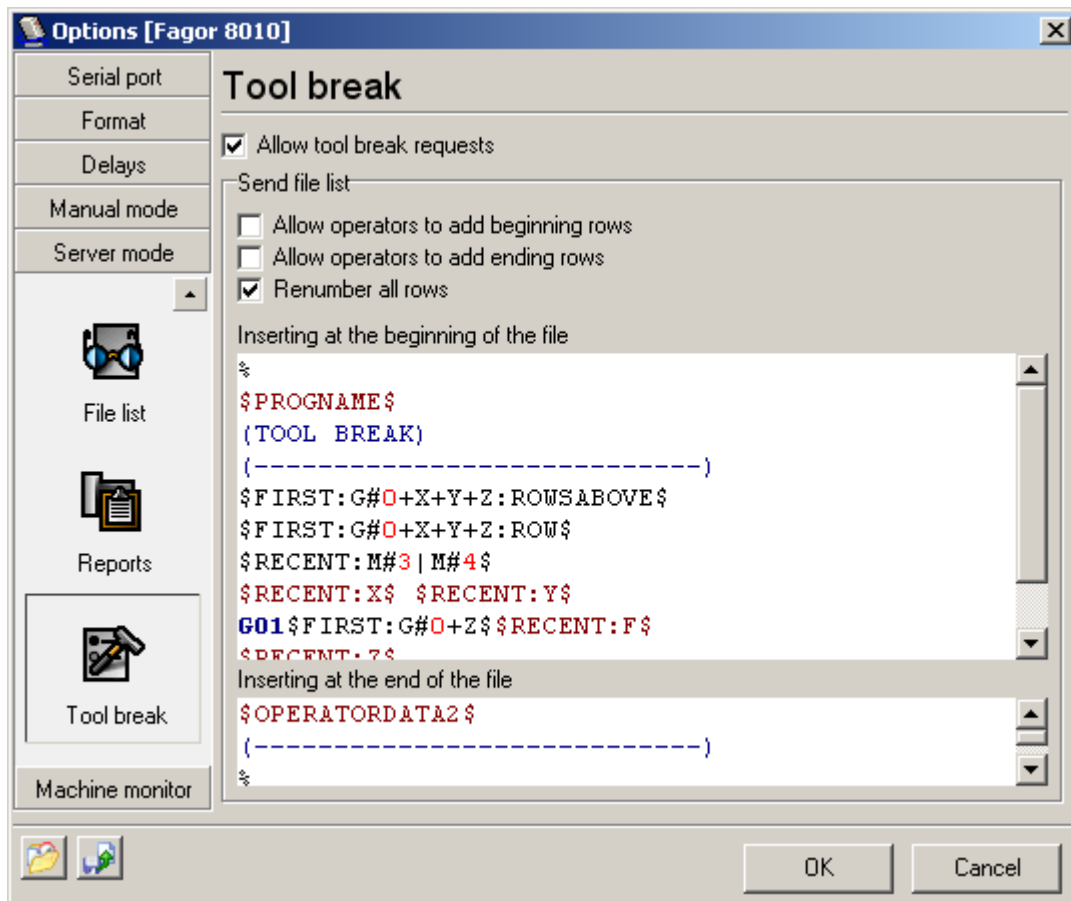 Options [Fagor 8010]
Serial port
Format
Delays
Manual mode
Server mode
File list
Reports
Tool break
Machine monitor
Tool break
Allow tool break requests
Send file list
Allow operators to add beginning rows
Allow operators to add ending rows
Renumber all rows
Inserting at the beginning of the file
%
$PROGNAME$
(TOOL BREAK)
(----------------------------)
$FIRST:G#0+X+Y+Z:ROWSABOVE$
$FIRST:G#0+X+Y+Z:ROW$
$RECENT:M#3|M#4$
$RECENT:X$ $RECENT:Y$
G01$FIRST:G#0+Z$$RECENT:F$
$RECENT:Z$
Inserting at the end of the file
$OPERATORDATA2$
(----------------------------)
%
OK
Cancel